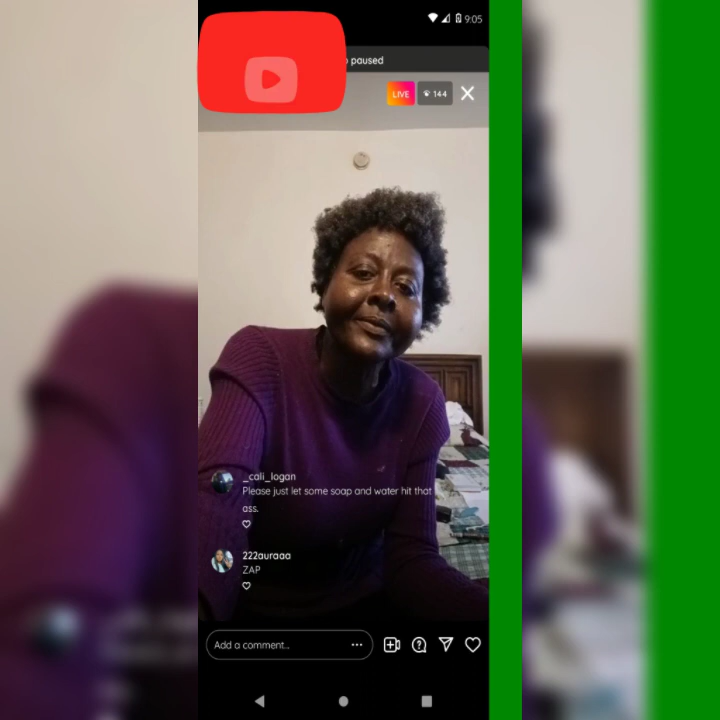 9:05
paused
LIVE
144
_cali_logan
Please just let some soap and water hit that
ass.
222auraaa
ZAP
Add a comment...